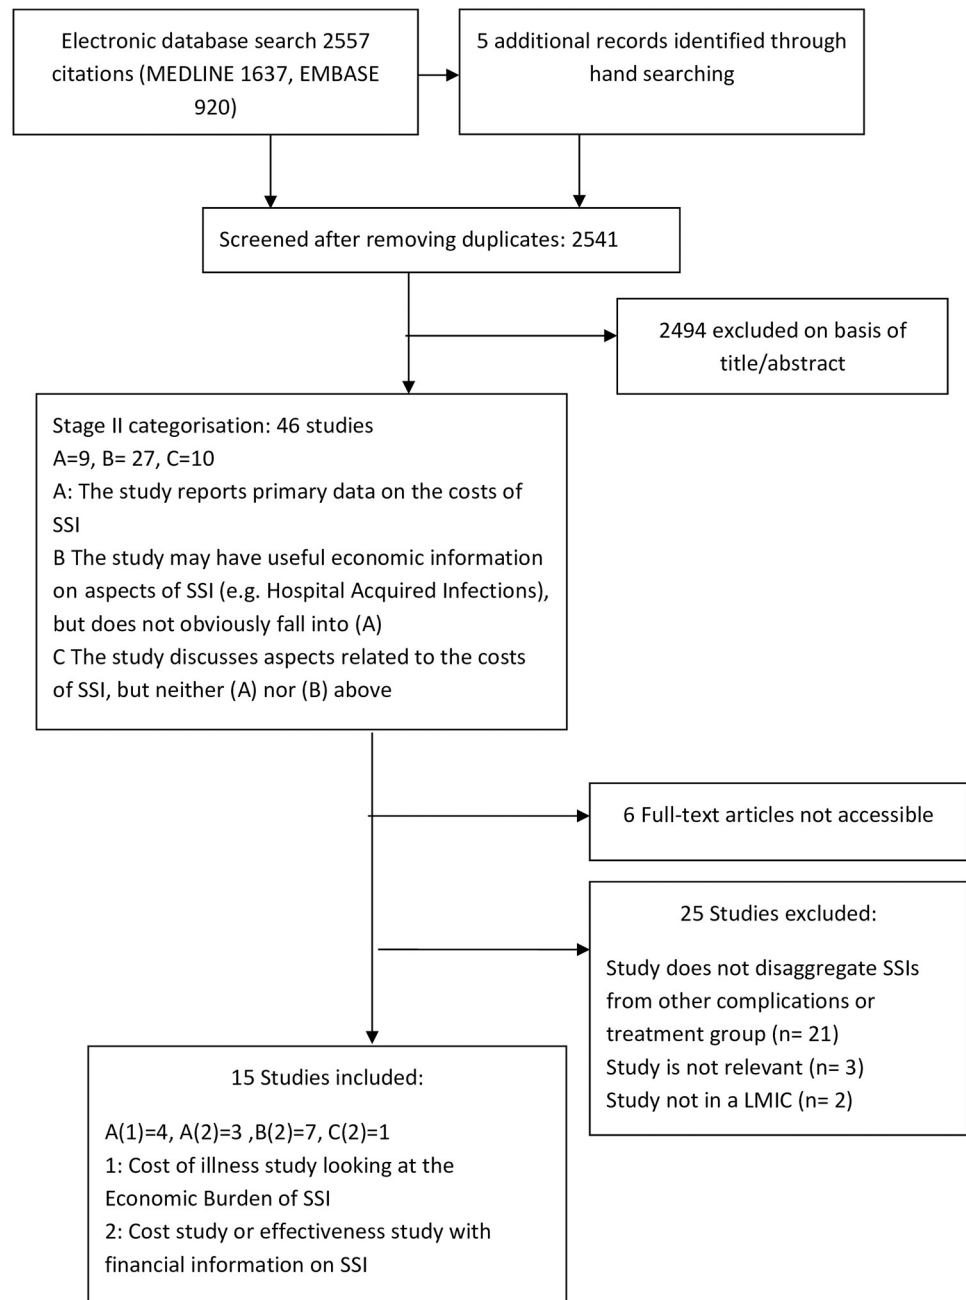 Electronic database search 2557
citations (MEDLINE 1637, EMBASE
920)
5 additional records identified through
hand searching
Screened after removing duplicates: 2541
2494 excluded on basis of
title/abstract
Stage II categorisation: 46 studies
A=9, B= 27, C=10
A: The study reports primary data on the costs of
SSI
B The study may have useful economic information
on aspects of SSI (e.g. Hospital Acquired Infections),
but does not obviously fall into (A)
C The study discusses aspects related to the costs
of SSI, but neither (A) nor (B) above
6 Full-text articles not accessible
25 Studies excluded:
Study does not disaggregate SSIs
from other complications or
treatment group (n= 21)
Study is not relevant (n= 3)
Study not in a LMIC (n= 2)
15 Studies included:
A(1)=4, A(2)=3 ,B(2)=7, C(2)=1
1: Cost of illness study looking at the
Economic Burden of SSI
2: Cost study or effectiveness study with
financial information on SSI